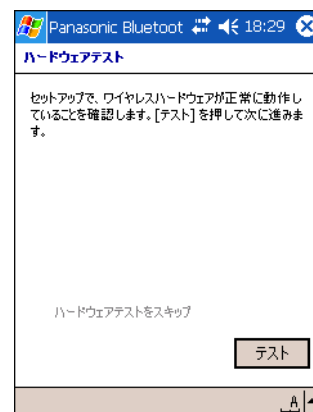 Panasonic Bluetoot 18:29
ハードウェアテスト
セットアップで、ワイヤレスハードウェアが正常に動作し
ていることを確認します。[テスト] を押して次に進みま
す。
ハードウェアテストをスキップ
テスト
A